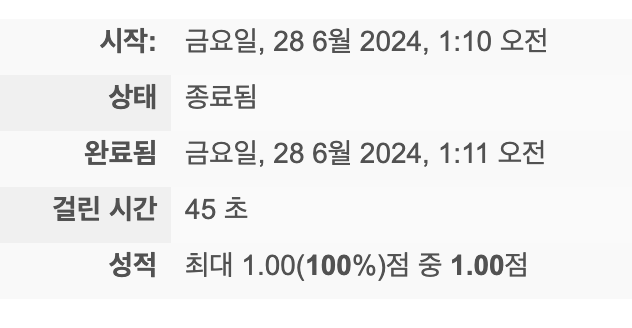 시작: 금요일, 28 6월 2024, 1:10 오전
상태 종료됨
완료됨 금요일, 28 6월 2024, 1:11 오전
걸린 시간 45 초
성적 최대 1.00(100%)점 중 1.00점